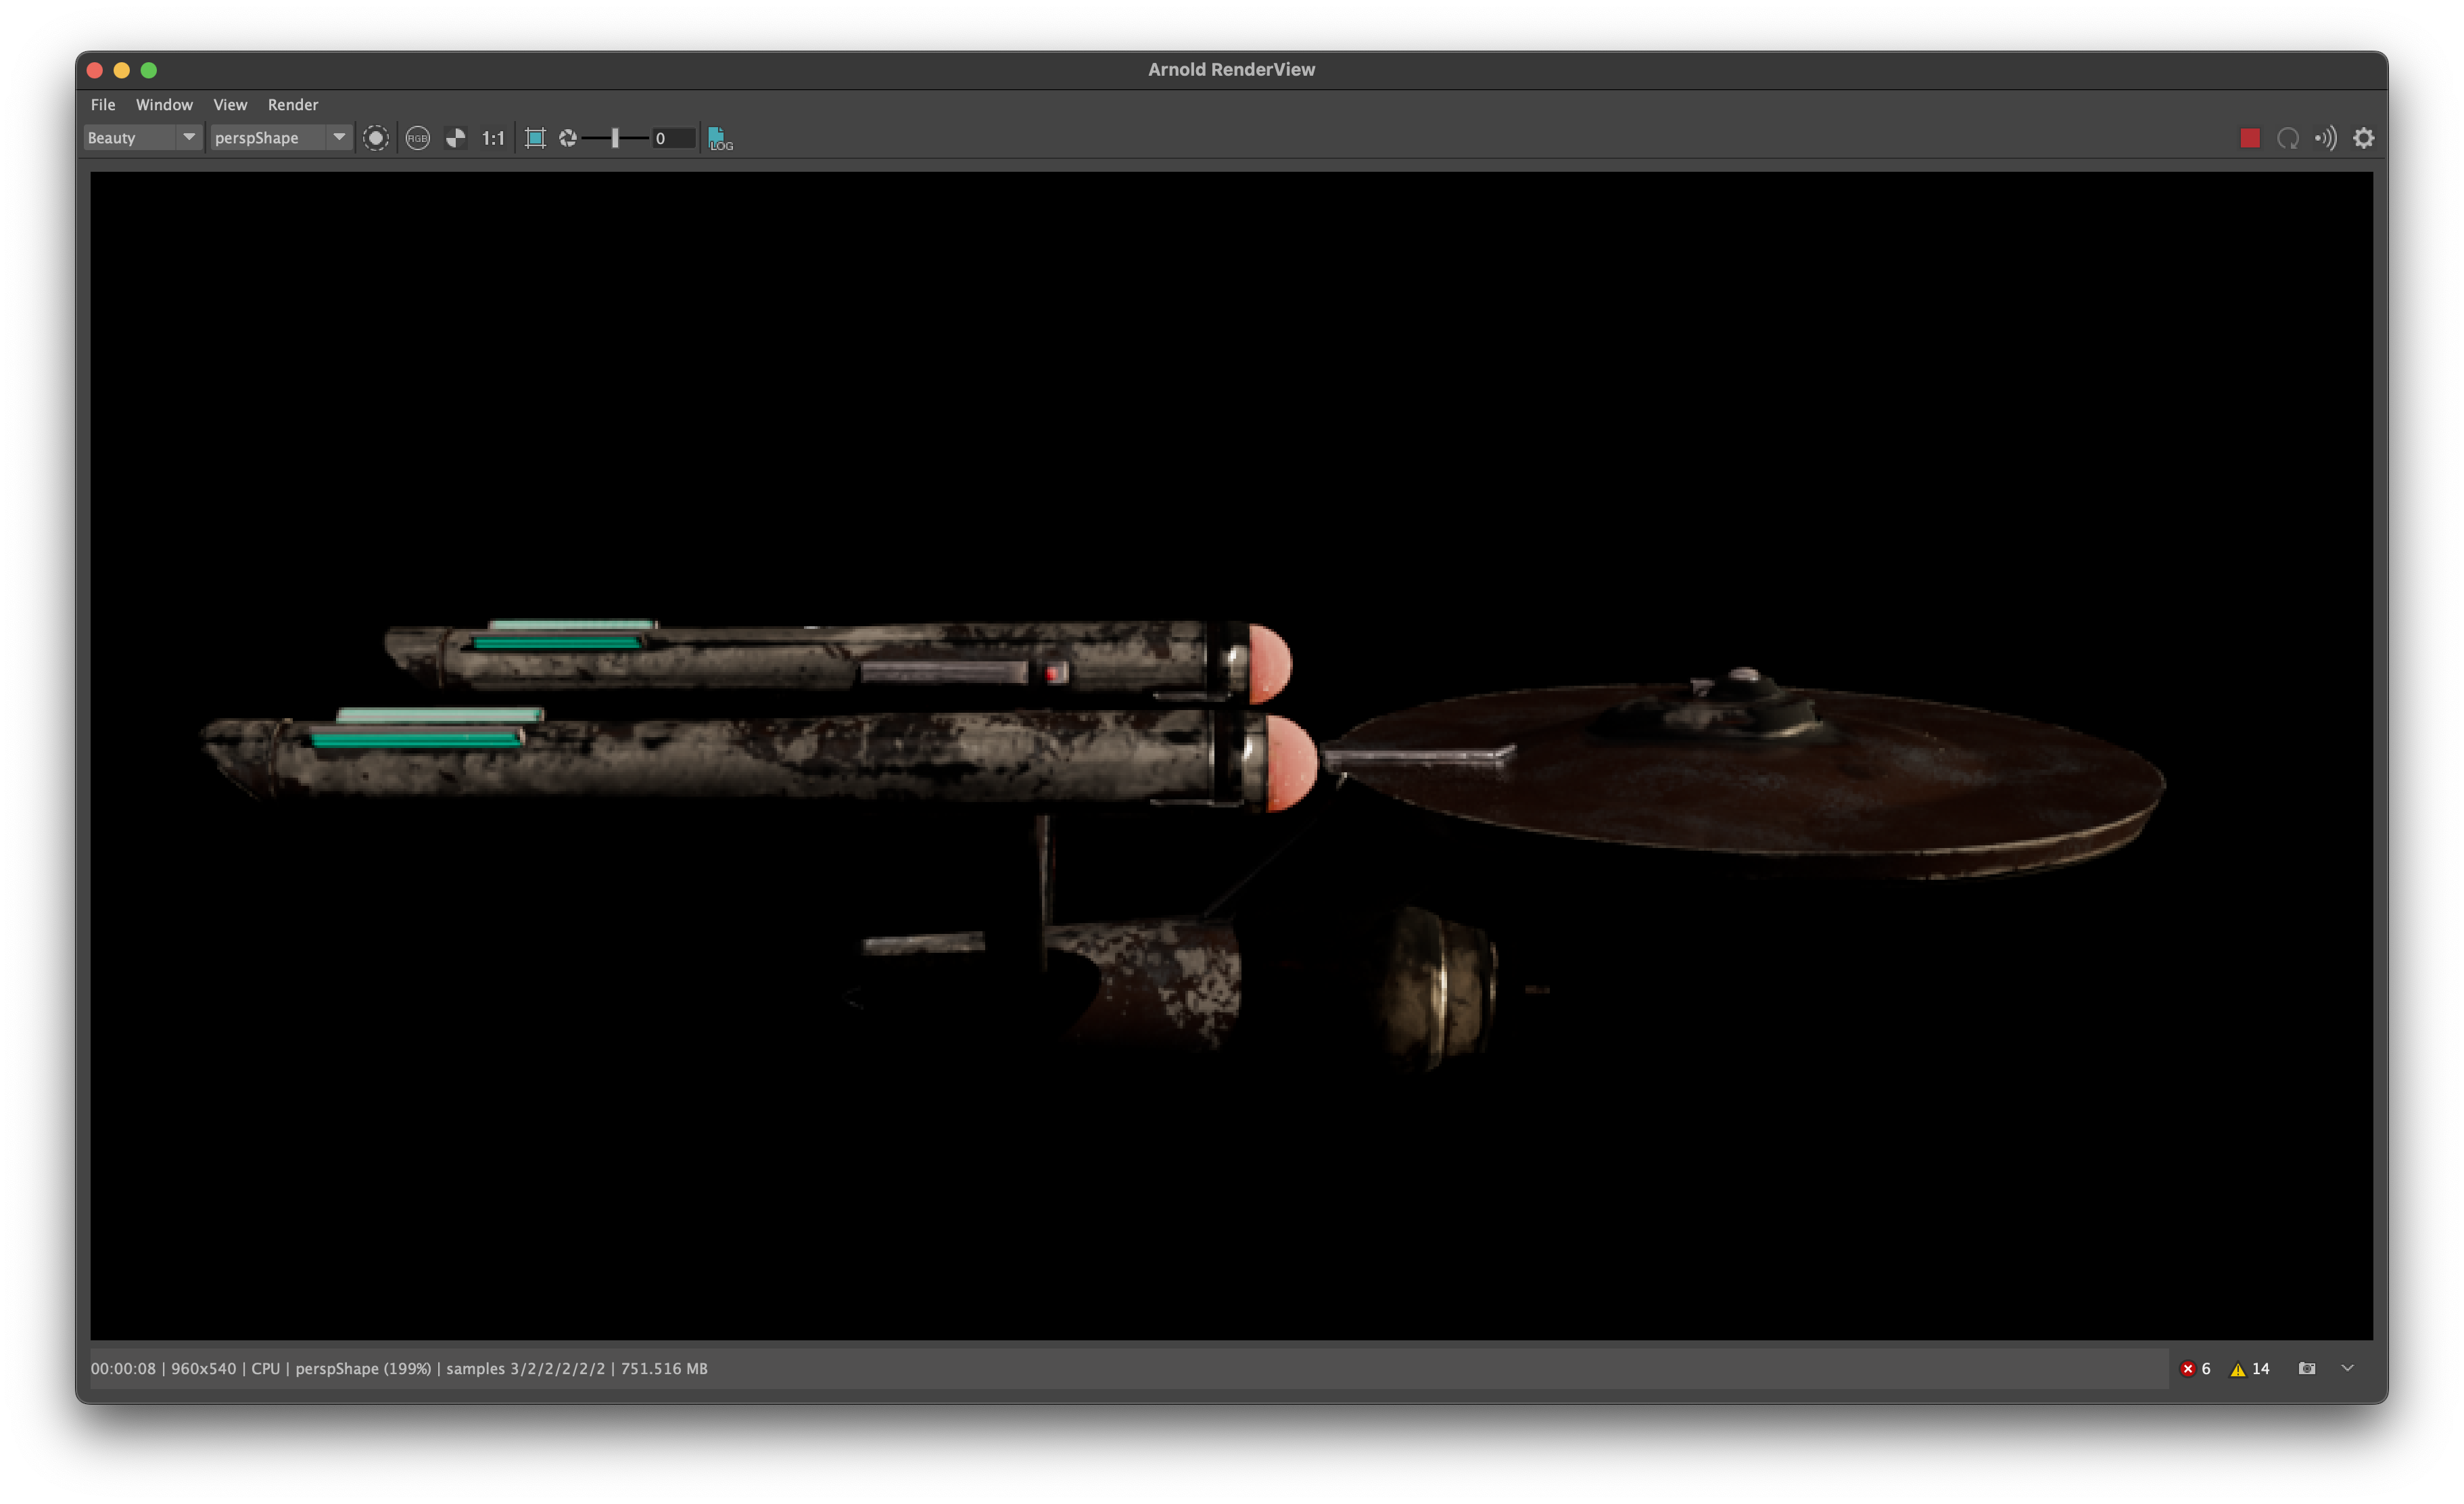 Arnold RenderView
File Window View Render
Beauty perspShape RGB 1:1 0 LOG
00:00:08 | 960x540 | CPU | perspShape (199%) | samples 3/2/2/2/2/2 | 751.516 MB 6 14